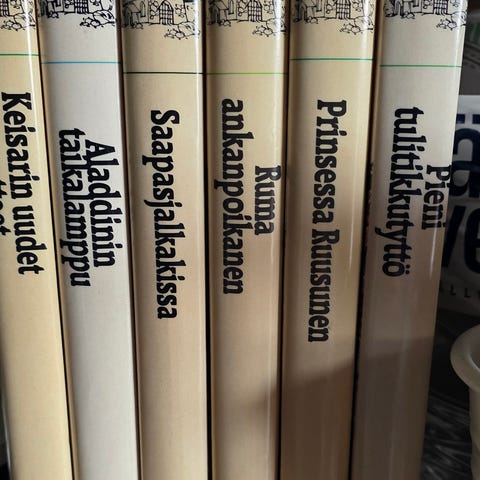 Keisarin uudet
Aladdinin
taikalamppu
Saapasjalkakissa
Ruma
ankanpoikanen
Prinsessa Ruusunen
Pieni
tulitikkutyttö